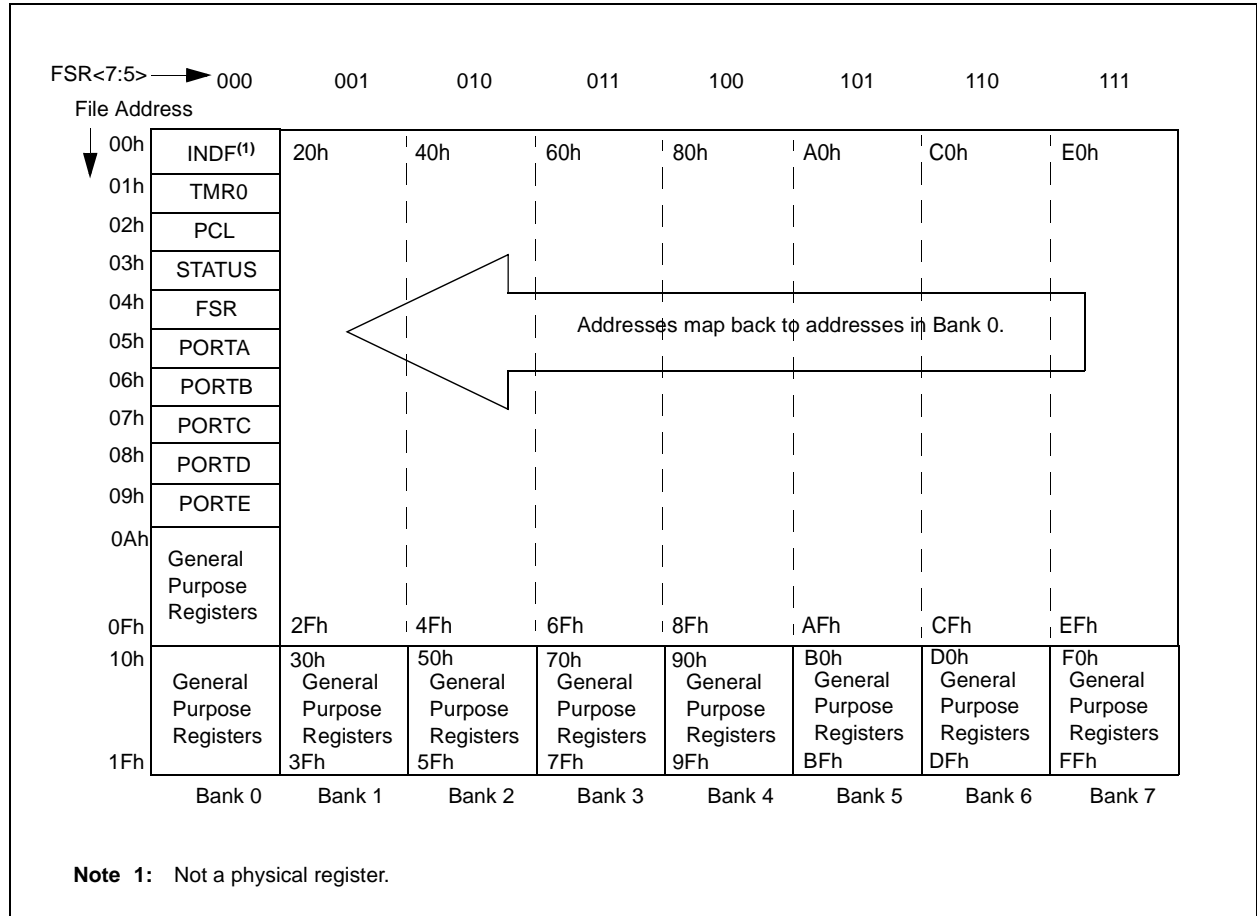 FSR<7:5> 000 001 010 011 100 101 110 111
File Address
00h INDF(1) 20h 40h 60h 80h A0h C0h E0h
01h TMR0
02h PCL
03h STATUS
04h FSR
Addresses map back to addresses in Bank 0.
05h PORTA
06h PORTB
07h PORTC
08h PORTD
09h PORTE
0Ah
General
Purpose
Registers
0Fh 2Fh 4Fh 6Fh 8Fh AFh CFh EFh
10h 30h 50h 70h 90h B0h D0h F0h
General General General General General General General General
Purpose Purpose Purpose Purpose Purpose Purpose Purpose Purpose
Registers Registers Registers Registers Registers Registers Registers Registers
1Fh 3Fh 5Fh 7Fh 9Fh BFh DFh FFh
Bank 0 Bank 1 Bank 2 Bank 3 Bank 4 Bank 5 Bank 6 Bank 7
Note 1: Not a physical register.